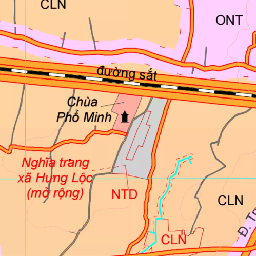 CLN
ONT
đường sắt
Chùa
Phổ Minh
Nghĩa trang
xã Hưng Lộc
(mở rộng)
NTD
CLN
CLN